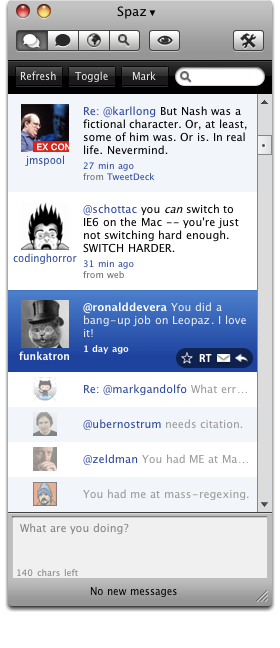 Spaz ▾
Refresh Toggle Mark
Re: @karllong But Nash was a
fictional character. Or, at least,
some of him was. Or is. In real
life. Nevermind.
EX CON
jmspool
27 min ago
from TweetDeck
@schottac you can switch to
IE6 on the Mac -- you're just
not switching hard enough.
SWITCH HARDER.
codinghorror
31 min ago
from web
@ronalddevera You did a
bang-up job on Leopaz. I love
it!
funkatron
1 day ago
RT
Re: @markgandolfo What err...
@ubernostrum needs citation.
@zeldman You had ME at Ma...
You had me at mass-regexing.
What are you doing?
140 chars left
No new messages